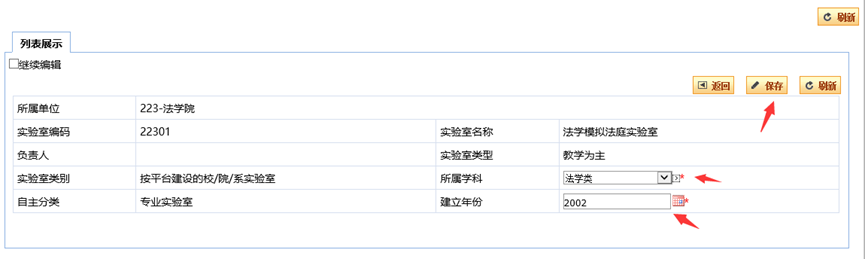 刷新
列表展示
继续编辑
返回 保存 刷新
所属单位 223-法学院
实验室编码 22301 实验室名称 法学模拟法庭实验室
负责人 实验室类型 教学为主
实验室类别 按平台建设的校/院/系实验室 所属学科 法学类 *
自主分类 专业实验室 建立年份 2002 *